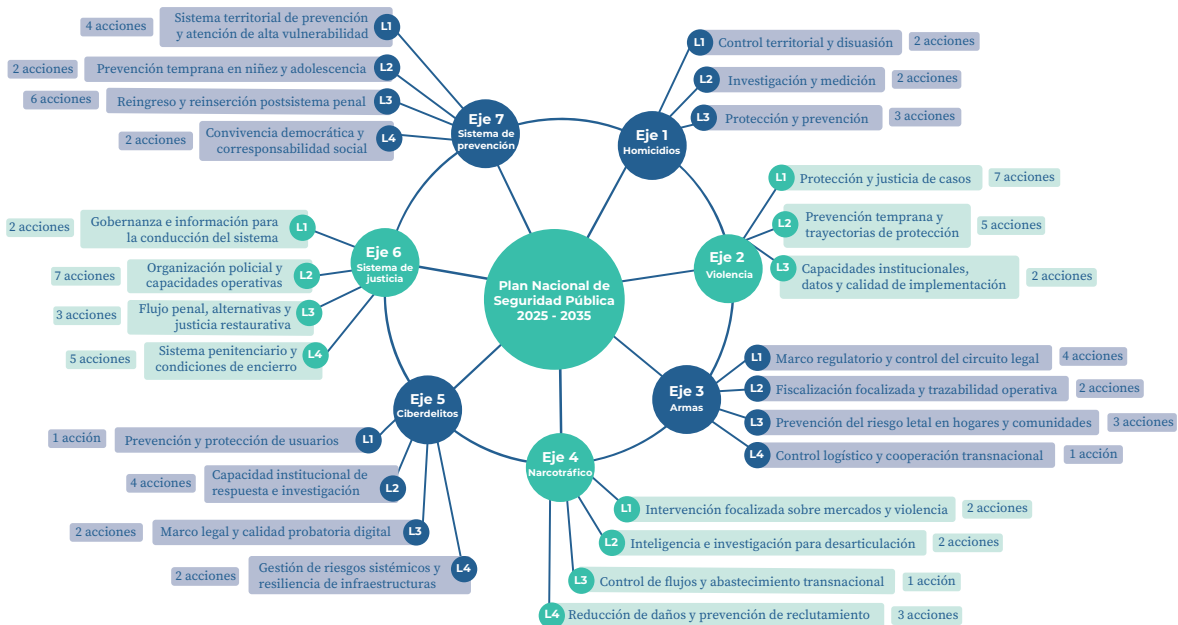 Plan Nacional de
Seguridad Pública
2025 - 2035
Eje 1
Homicidios
L1
Control territorial y disuasión
2 acciones
L2
Investigación y medición
2 acciones
L3
Protección y prevención
3 acciones
Eje 2
Violencia
L1
Protección y justicia de casos
7 acciones
L2
Prevención temprana y
trayectorias de protección
5 acciones
L3
Capacidades institucionales,
datos y calidad de implementación
2 acciones
Eje 3
Armas
L1
Marco regulatorio y control del circuito legal
4 acciones
L2
Fiscalización focalizada y trazabilidad operativa
2 acciones
L3
Prevención del riesgo letal en hogares y comunidades
3 acciones
L4
Control logístico y cooperación transnacional
1 acción
Eje 4
Narcotráfico
L1
Intervención focalizada sobre mercados y violencia
2 acciones
L2
Inteligencia e investigación para desarticulación
2 acciones
L3
Control de flujos y abastecimiento transnacional
1 acción
L4
Reducción de daños y prevención de reclutamiento
3 acciones
Eje 5
Ciberdelitos
1 acción
Prevención y protección de usuarios
L1
4 acciones
Capacidad institucional de
respuesta e investigación
L2
2 acciones
Marco legal y calidad probatoria digital
L3
2 acciones
Gestión de riesgos sistémicos y
resiliencia de infraestructuras
L4
Eje 6
Sistema de
justicia
2 acciones
Gobernanza e información para
la conducción del sistema
L1
7 acciones
Organización policial y
capacidades operativas
L2
3 acciones
Flujo penal, alternativas y
justicia restaurativa
L3
5 acciones
Sistema penitenciario y
condiciones de encierro
L4
Eje 7
Sistema de
prevención
4 acciones
Sistema territorial de prevención
y atención de alta vulnerabilidad
L1
2 acciones
Prevención temprana en niñez y adolescencia
L2
6 acciones
Reingreso y reinserción postsistema penal
L3
2 acciones
Convivencia democrática y
corresponsabilidad social
L4